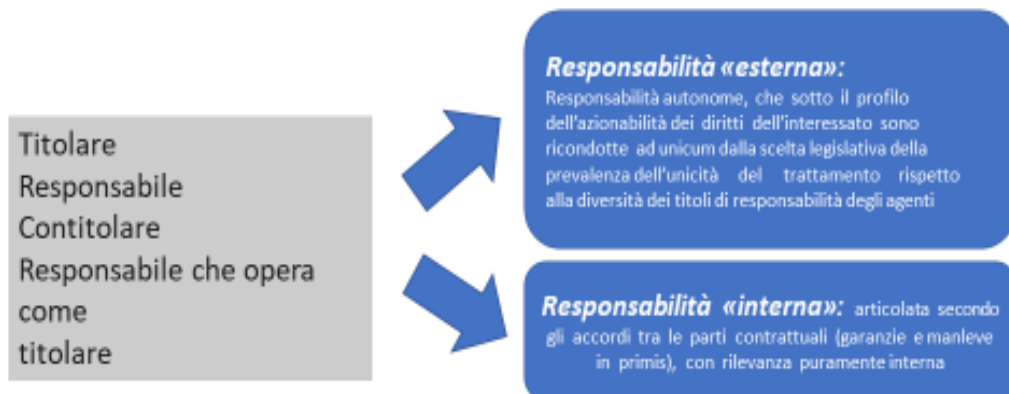 Titolare
Responsabile
Contitolare
Responsabile che opera
come
titolare
Responsabilità «esterna»:
Responsabilità autonome, che sotto il profilo
dell'azionabilità dei diritti dell'interessato sono
ricondotte ad unicum dalla scelta legislativa della
prevalenza dell'unicità del trattamento rispetto
alla diversità dei titoli di responsabilità degli agenti
Responsabilità «interna»: articolata secondo
gli accordi tra le parti contrattuali (garanzie e manleve
in primis), con rilevanza puramente interna